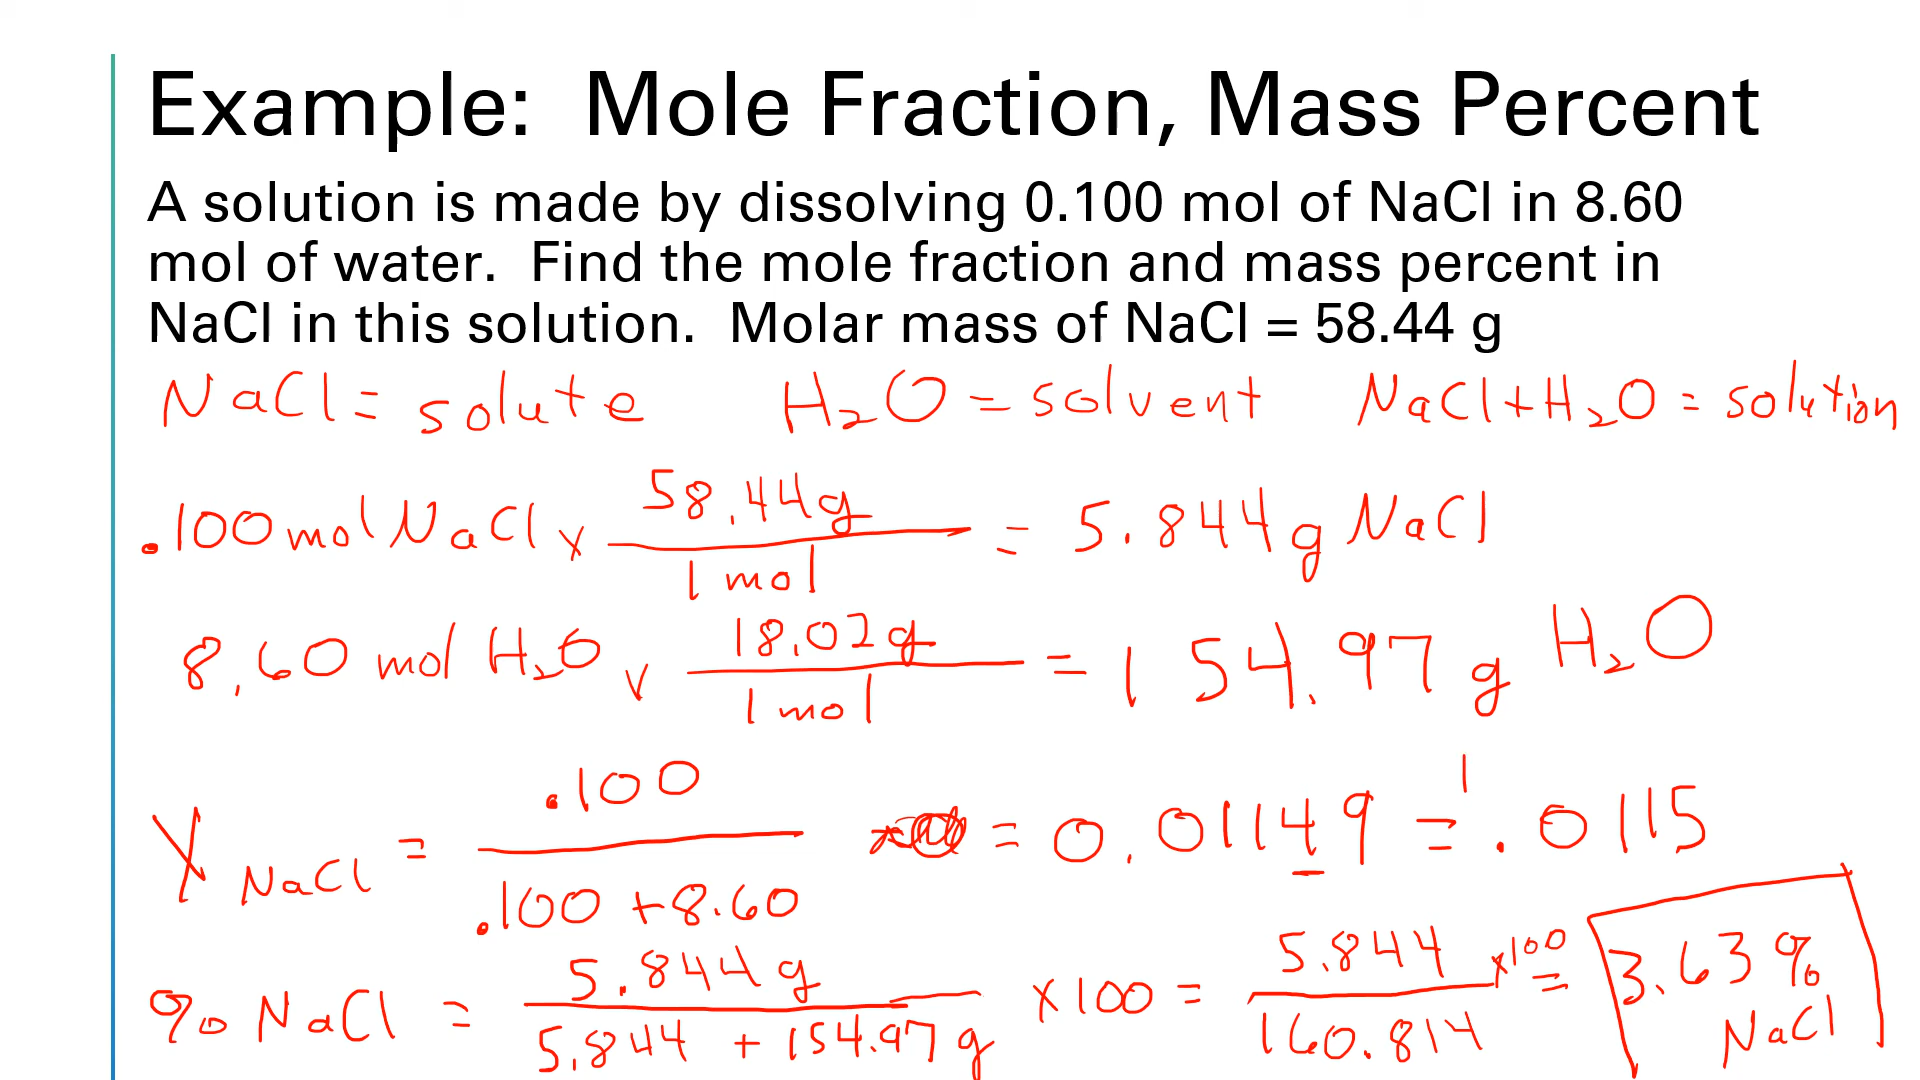 Example: Mole Fraction, Mass Percent
A solution is made by dissolving 0.100 mol of NaCl in 8.60
mol of water. Find the mole fraction and mass percent in
NaCl in this solution. Molar mass of NaCl = 58.44 g
NaCl = solute H₂O = solvent NaCl + H₂O = solution
.100 mol NaCl x 58.44g / 1 mol = 5.844 g NaCl
8.60 mol H₂O x 18.02g / 1 mol = 154.97 g H₂O
X NaCl = .100 / .100 + 8.60 = 0.01149 = .0115
% NaCl = 5.844 g / 5.844 + 154.97 g x 100 = 5.844 / 160.814 x 100 = 3.63 % NaCl